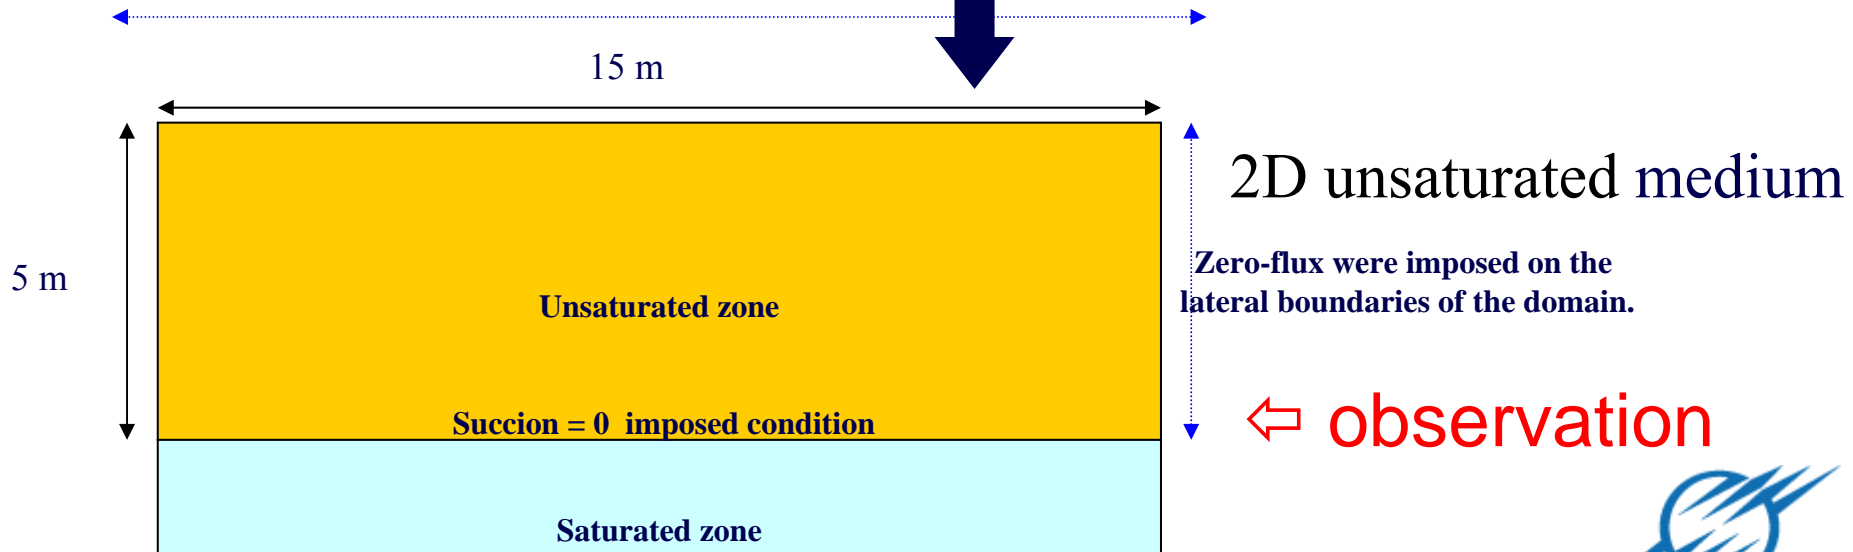 15 m
2D unsaturated medium
5 m
Zero-flux were imposed on the
lateral boundaries of the domain.
Unsaturated zone
Succion = 0 imposed condition
⇦ observation
Saturated zone